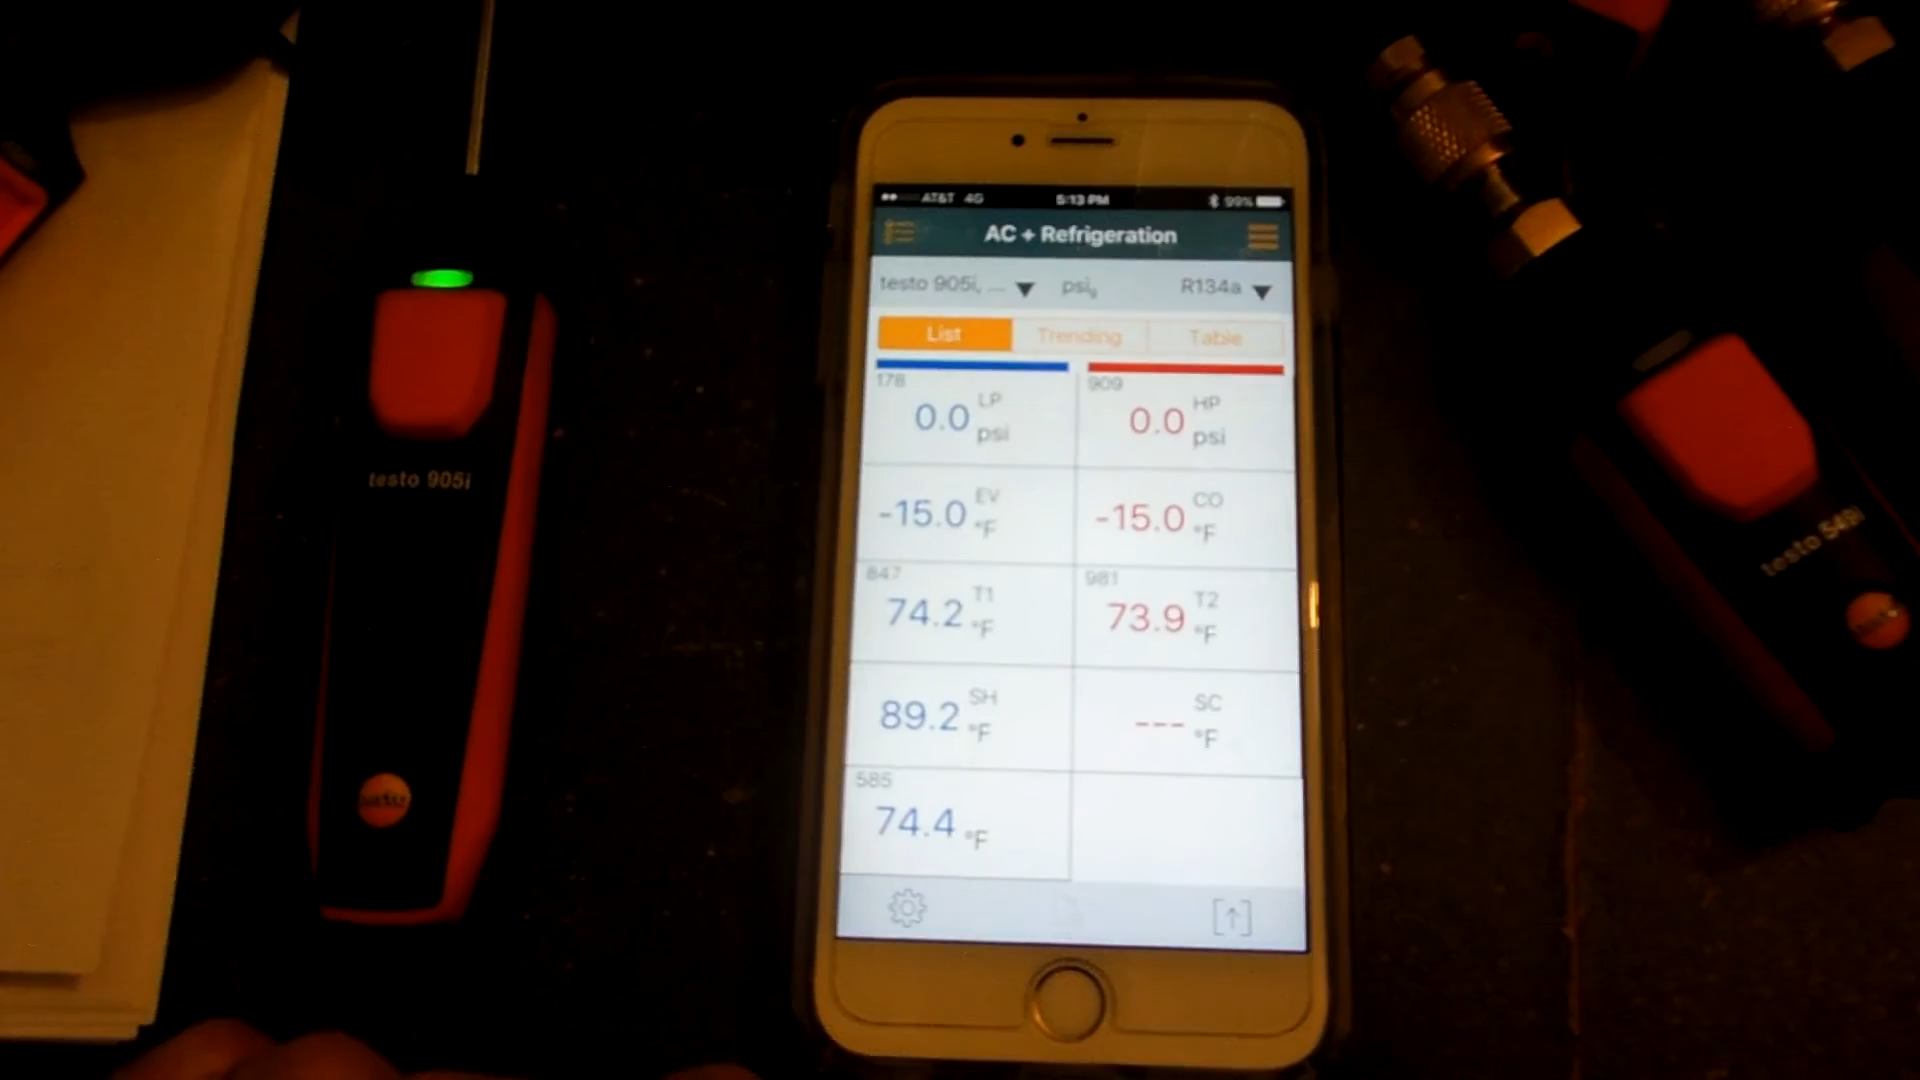 AT&T 4G 5:13 PM 99%
AC + Refrigeration
testo 905i, ... psig R134a
List Trending Table
178 909
0.0 LP psi 0.0 HP psi
-15.0 EV °F -15.0 CO °F
847 981
74.2 T1 °F 73.9 T2 °F
89.2 SH °F --- SC °F
585
74.4 °F
testo 905i
testo
testo 549i